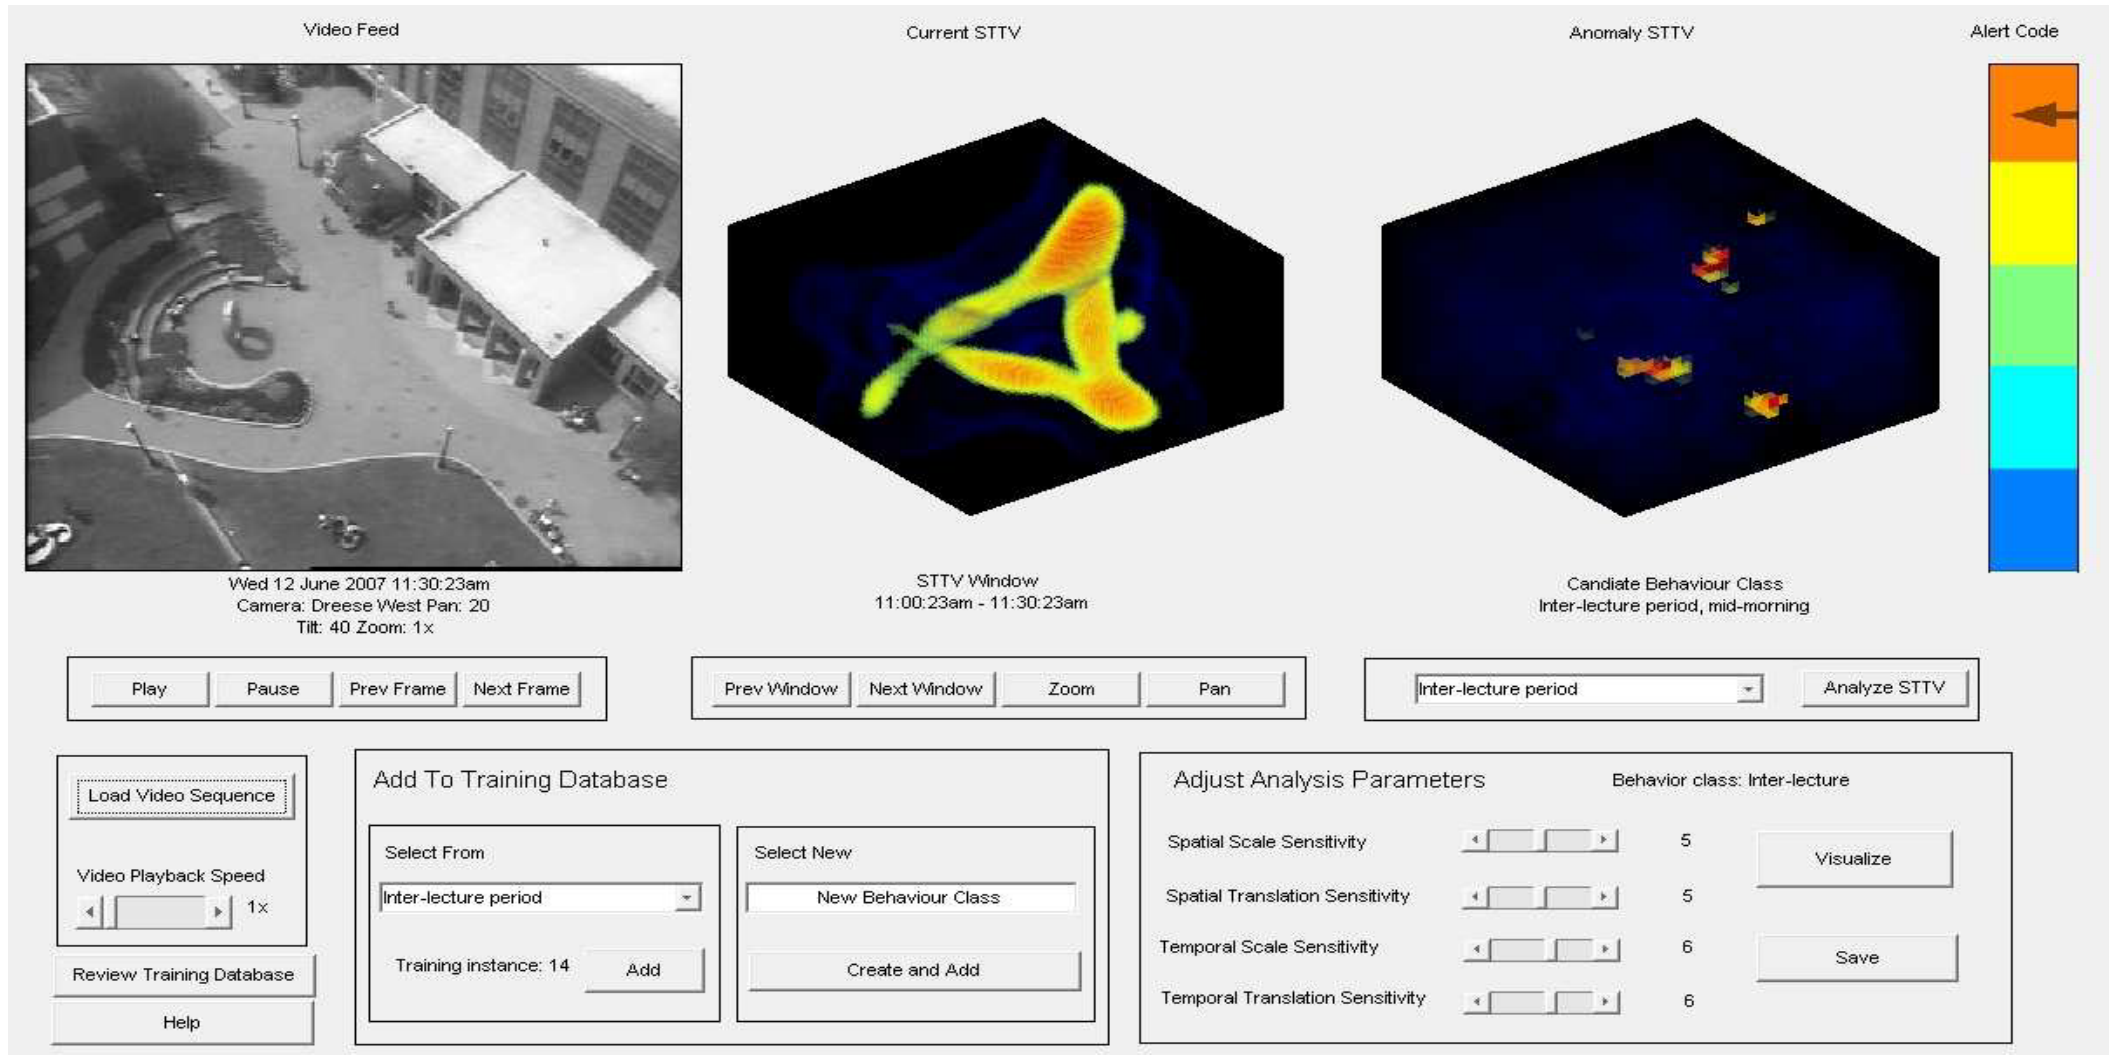 Video Feed
Current STTV
Anomaly STTV
Alert Code
Wed 12 June 2007 11:30:23am
Camera: Dreese West Pan: 20
Tilt: 40 Zoom: 1x
STTV Window
11:00:23am - 11:30:23am
Candiate Behaviour Class
Inter-lecture period, mid-morning
Play
Pause
Prev Frame
Next Frame
Prev Window
Next Window
Zoom
Pan
Inter-lecture period
Analyze STTV
Load Video Sequence
Video Playback Speed
1x
Review Training Database
Help
Add To Training Database
Select From
Inter-lecture period
Training instance: 14
Add
Select New
New Behaviour Class
Create and Add
Adjust Analysis Parameters
Behavior class: Inter-lecture
Spatial Scale Sensitivity
5
Spatial Translation Sensitivity
5
Temporal Scale Sensitivity
6
Temporal Translation Sensitivity
6
Visualize
Save